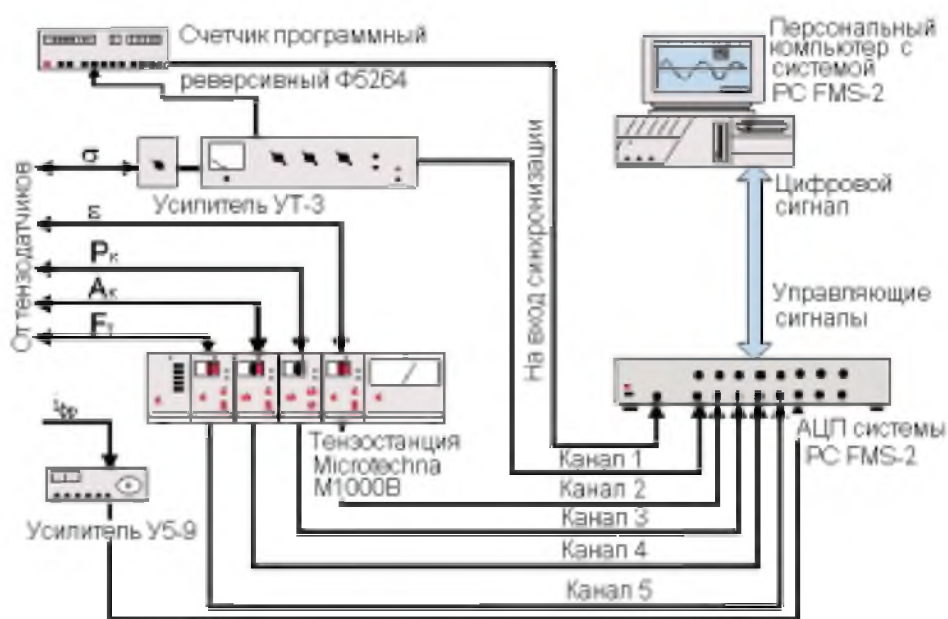 Счетчик программный
реверсивный Ф5264
Персональный
компьютер с
системой
PC FMS-2
σ
Усилитель УТ-3
ε
Pк
Aк
Fт
От тензодатчиков
На вход синхронизации
Цифровой
сигнал
Управляющие
сигналы
Тензостанция
Microtechna
M1000B
АЦП системы
PC FMS-2
Усилитель У5-9
Канал 1
Канал 2
Канал 3
Канал 4
Канал 5